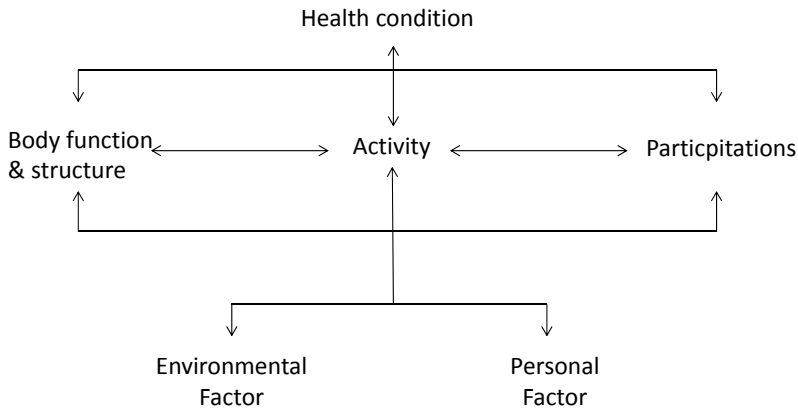 Health condition
Body function
& structure
Activity
Particpitations
Environmental
Factor
Personal
Factor